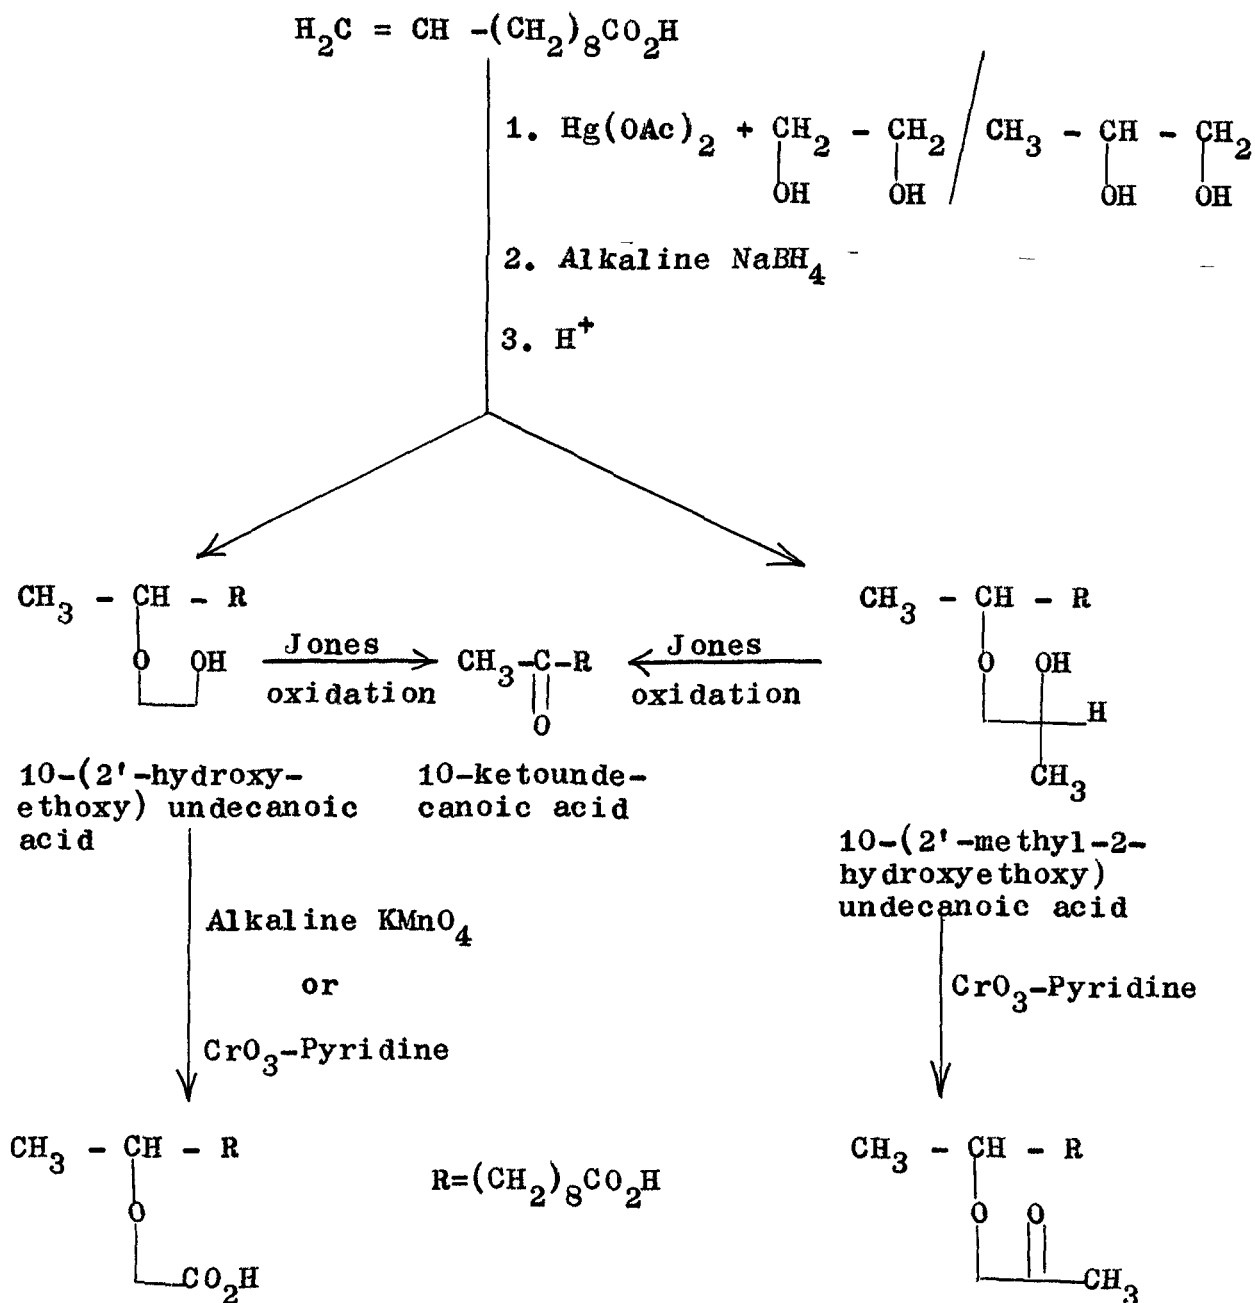 H2C = CH -(CH2)8CO2H
1. Hg(OAc)2 + CH2 - CH2 / CH3 - CH - CH2
OH OH OH OH
2. Alkaline NaBH4
3. H+
CH3 - CH - R
O OH
Jones
oxidation
CH3-C-R
O
Jones
oxidation
CH3 - CH - R
O OH
H
CH3
10-(2'-hydroxy-
ethoxy) undecanoic
acid
10-ketounde-
canoic acid
10-(2'-methyl-2-
hydroxyethoxy)
undecanoic acid
Alkaline KMnO4
or
CrO3-Pyridine
CrO3-Pyridine
CH3 - CH - R
O
CO2H
R=(CH2)8CO2H
CH3 - CH - R
O O
CH3